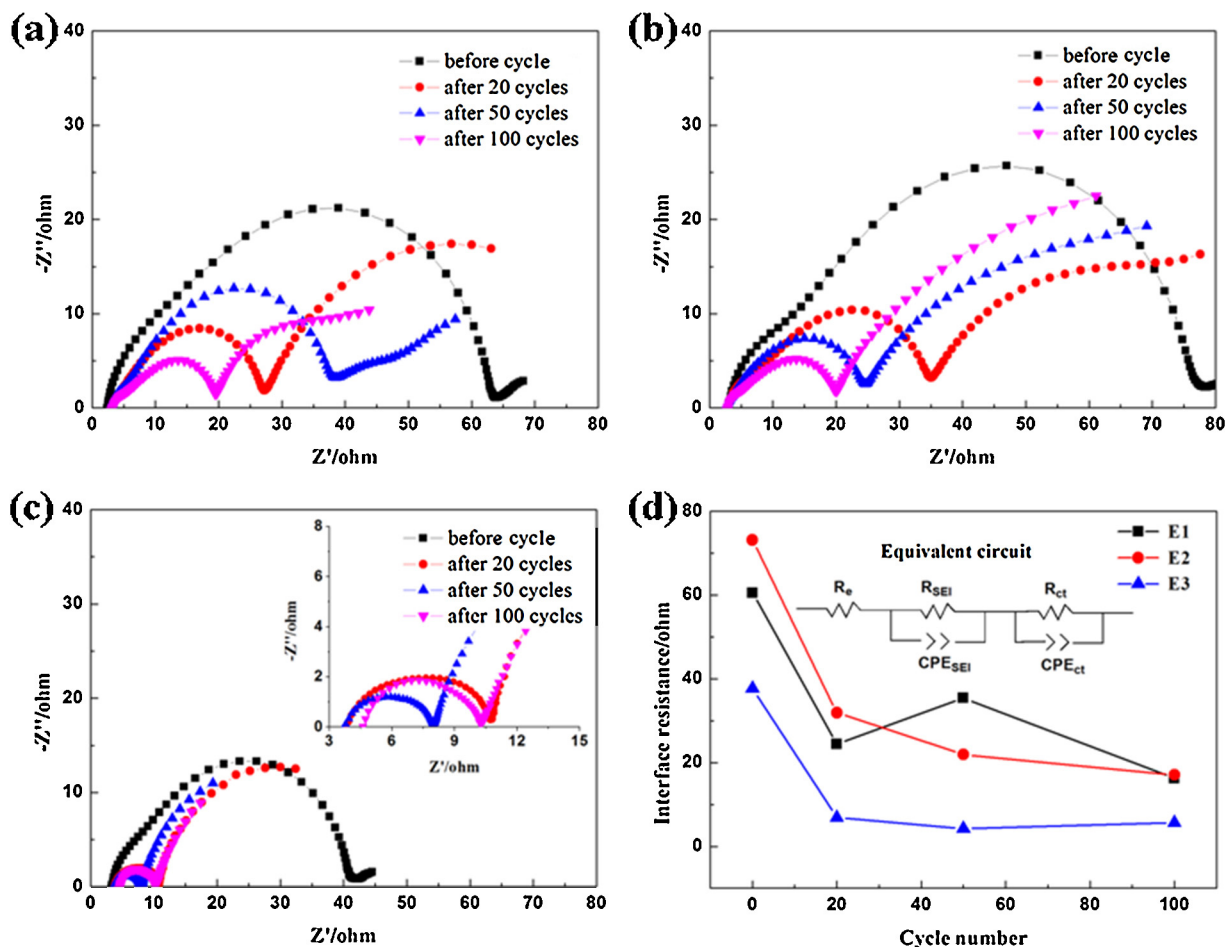 (a)
40
30
20
10
0
-Z''/ohm
before cycle
after 20 cycles
after 50 cycles
after 100 cycles
0 10 20 30 40 50 60 70 80
Z'/ohm
(b)
40
30
20
10
0
-Z''/ohm
before cycle
after 20 cycles
after 50 cycles
after 100 cycles
0 10 20 30 40 50 60 70 80
Z'/ohm
(c)
40
30
20
10
0
-Z''/ohm
before cycle
after 20 cycles
after 50 cycles
after 100 cycles
8
6
4
2
0
-Z''/ohm
3 6 9 12 15
Z'/ohm
0 10 20 30 40 50 60 70 80
Z'/ohm
(d)
80
60
40
20
0
Interface resistance/ohm
E1
E2
E3
Equivalent circuit
Re RSEI Rct
CPESEI CPEct
0 20 40 60 80 100
Cycle number